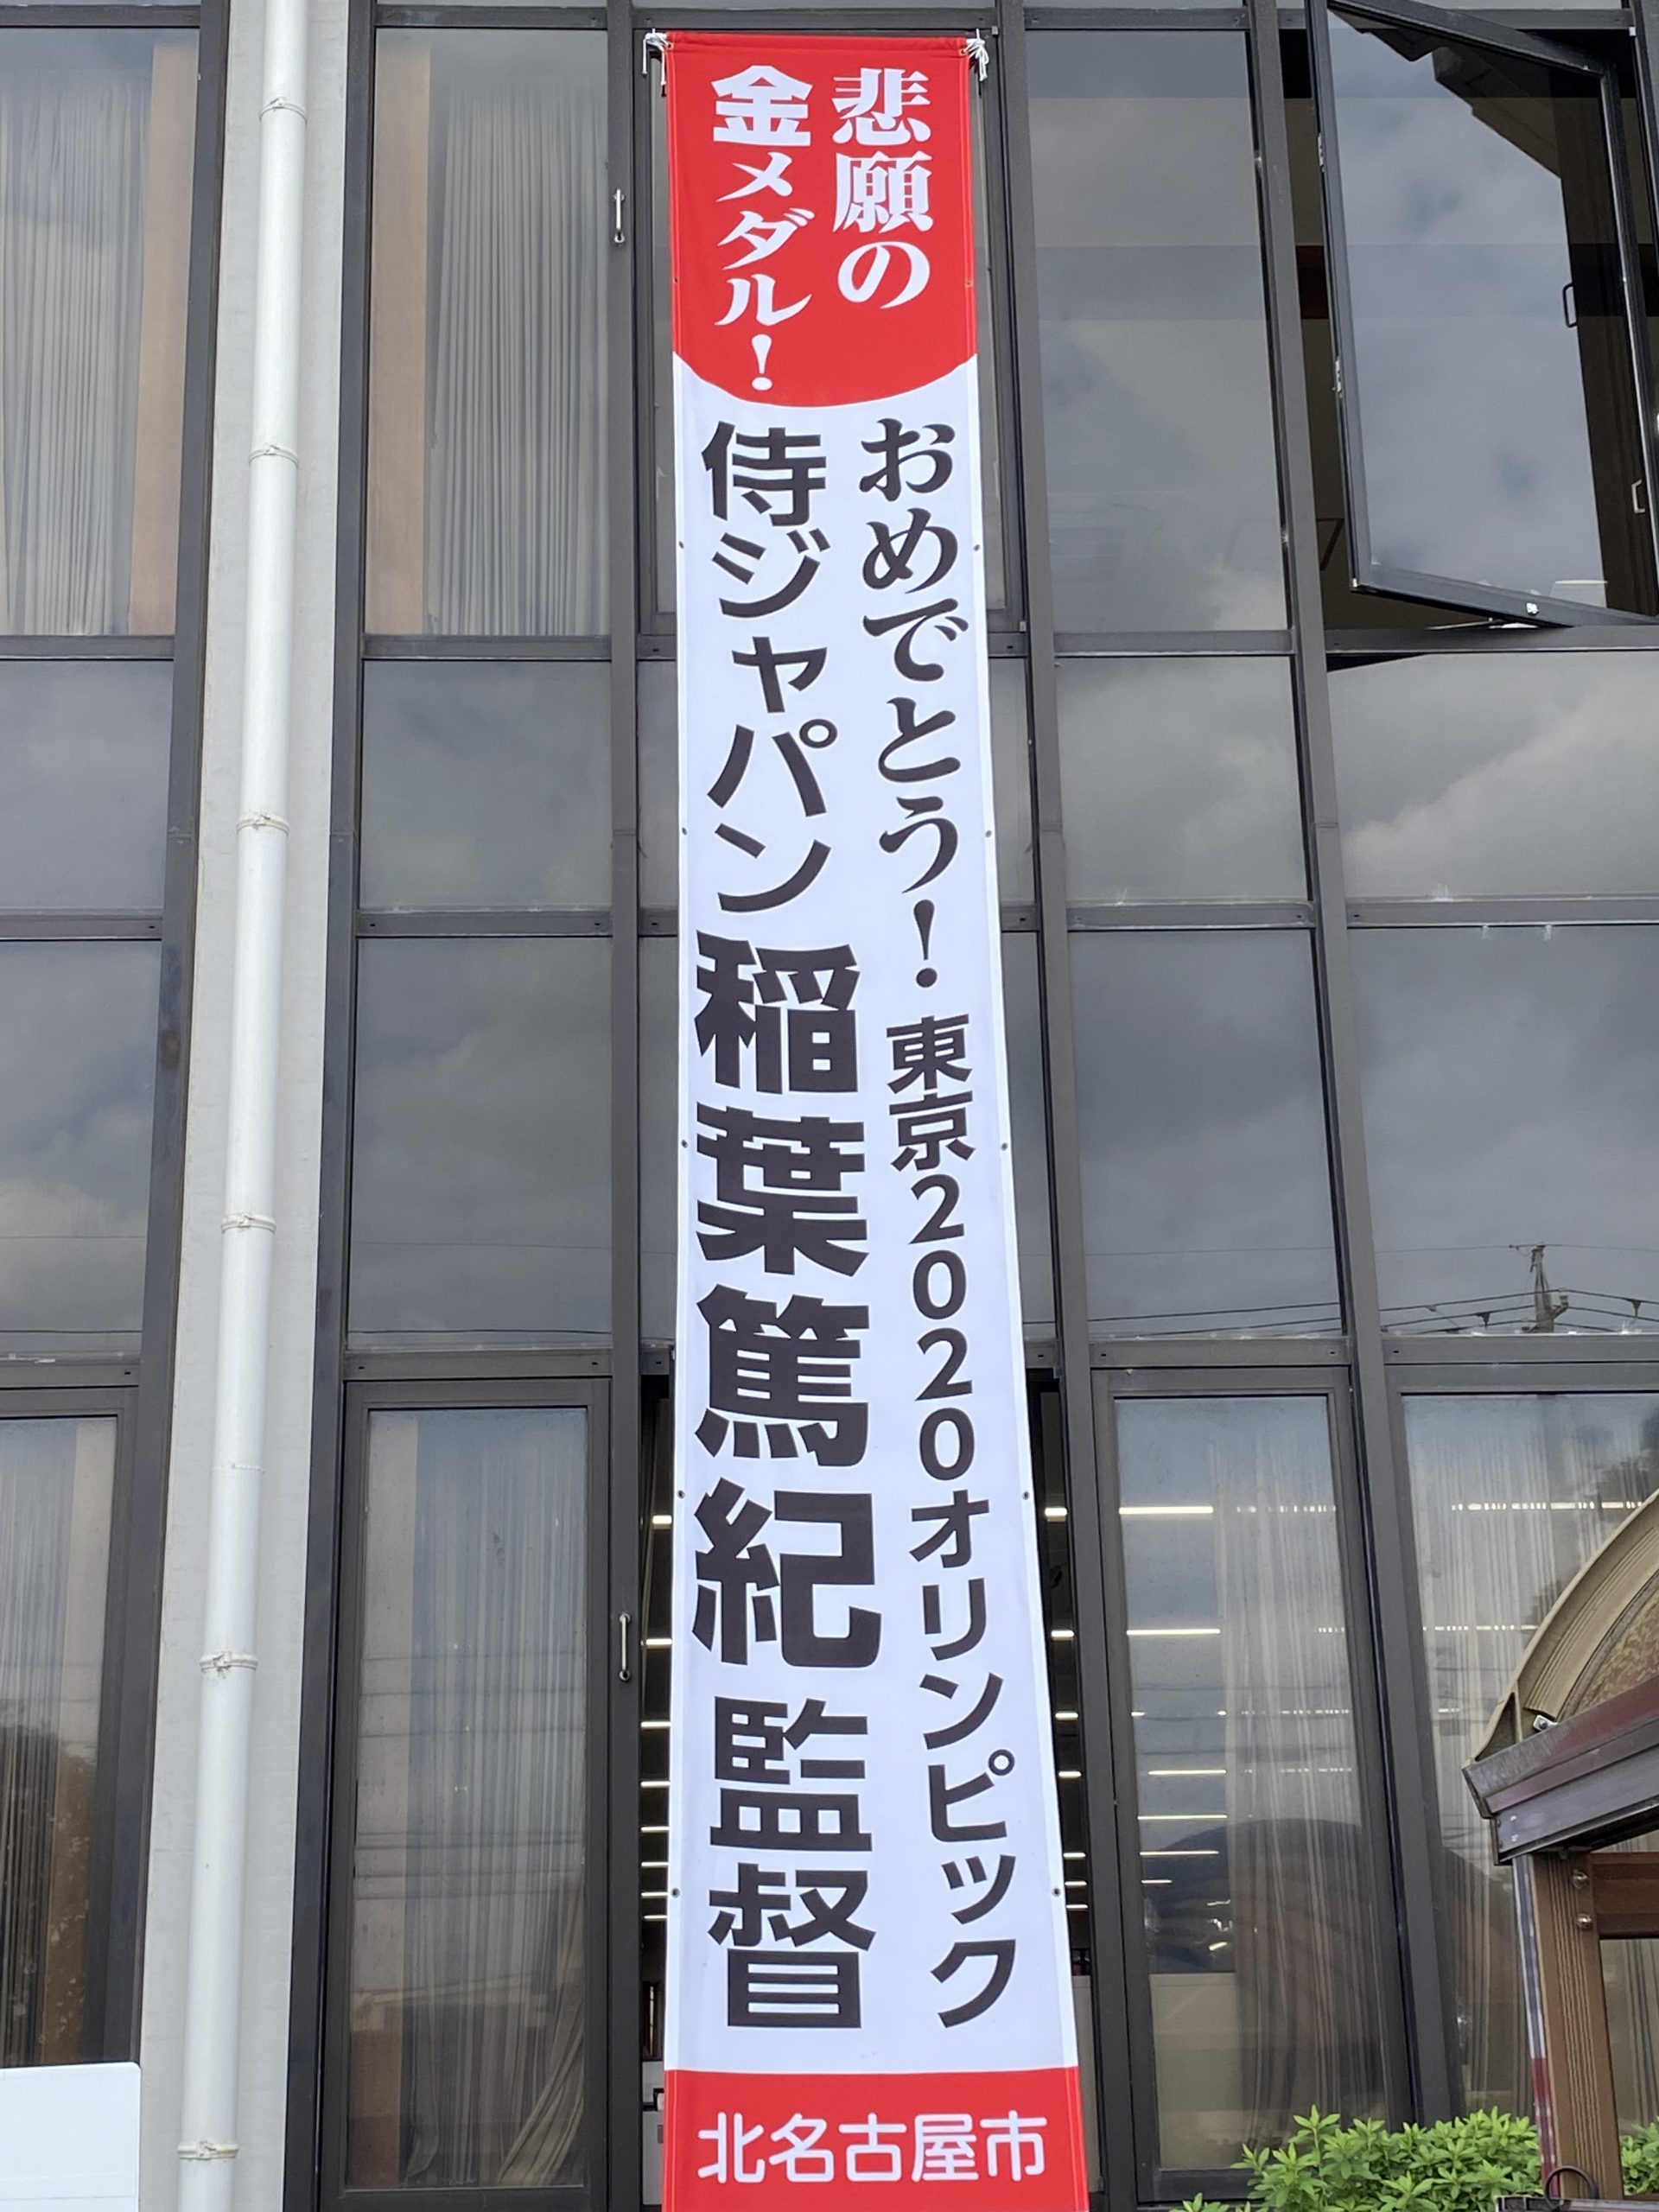 悲願の
金メダル！
おめでとう！東京2020オリンピック
侍ジャパン稲葉篤紀監督
北名古屋市